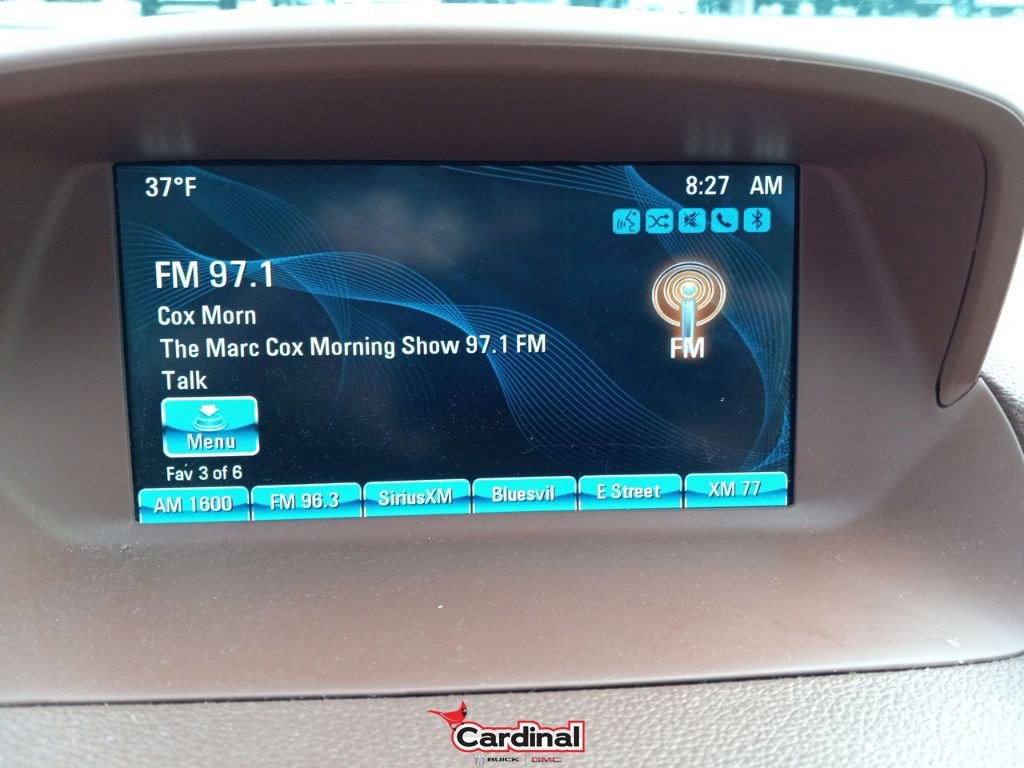 37°F
8:27 AM
FM 97.1
Cox Morn
The Marc Cox Morning Show 97.1 FM
Talk
FM
Menu
Fav 3 of 6
AM 1600 FM 96.3 SiriusXM Bluesvil E Street XM 77
Cardinal
BUICK GMC